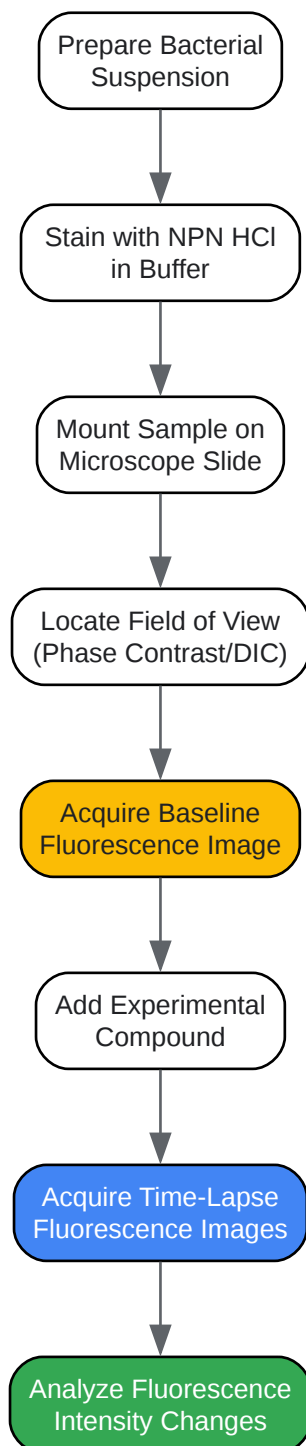 Prepare Bacterial
Suspension
Stain with NPN HCl
in Buffer
Mount Sample on
Microscope Slide
Locate Field of View
(Phase Contrast/DIC)
Acquire Baseline
Fluorescence Image
Add Experimental
Compound
Acquire Time-Lapse
Fluorescence Images
Analyze Fluorescence
Intensity Changes